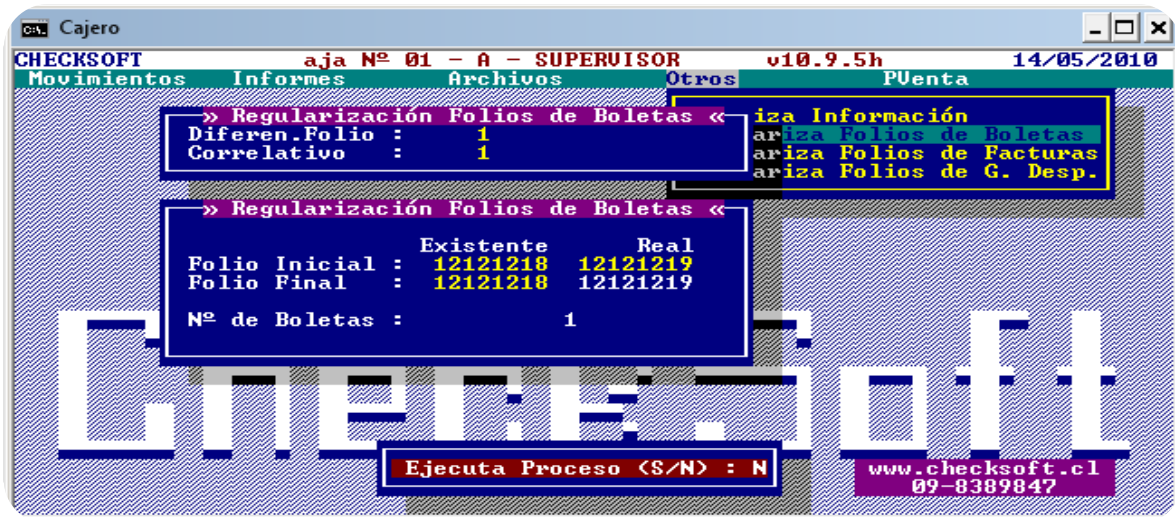 Cajero
CHECKSOFT aja Nº 01 - A - SUPERVISOR v10.9.5h 14/05/2010
Movimientos Informes Archivos Otros PVenta
» Regularización Folios de Boletas «
Diferen.Folio : 1
Correlativo : 1
iza Información
ariza Folios de Boletas
ariza Folios de Facturas
ariza Folios de G. Desp.
» Regularización Folios de Boletas «
Existente Real
Folio Inicial : 12121218 12121219
Folio Final : 12121218 12121219
Nº de Boletas : 1
CheckSoft
Ejecuta Proceso (S/N) : N
www.checksoft.cl
09-8389847